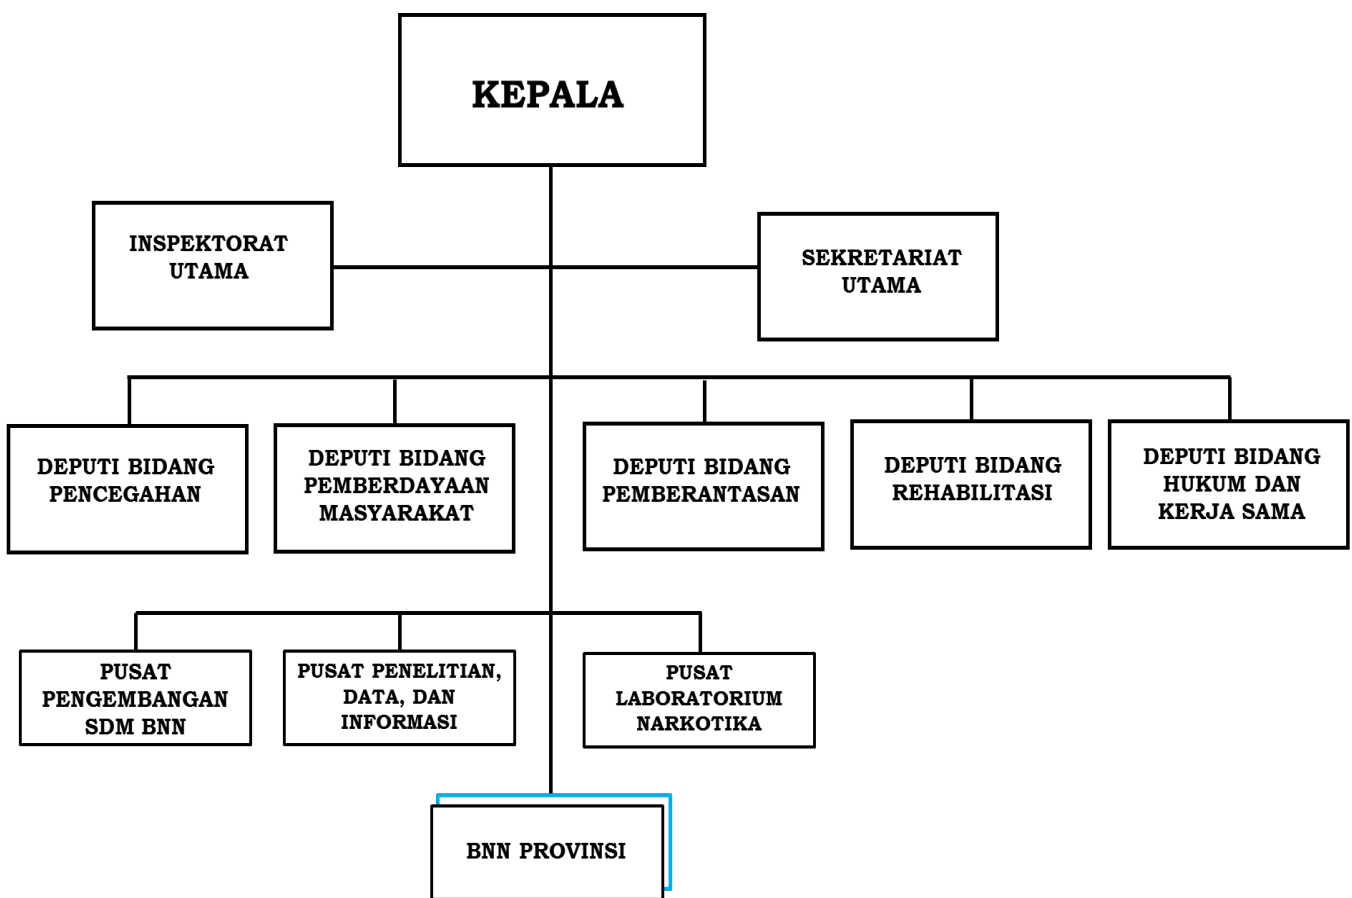 KEPALA
INSPEKTORAT
UTAMA
SEKRETARIAT
UTAMA
DEPUTI BIDANG
PENCEGAHAN
DEPUTI BIDANG
PEMBERDAYAAN
MASYARAKAT
DEPUTI BIDANG
PEMBERANTASAN
DEPUTI BIDANG
REHABILITASI
DEPUTI BIDANG
HUKUM DAN
KERJA SAMA
PUSAT
PENGEMBANGAN
SDM BNN
PUSAT PENELITIAN,
DATA, DAN
INFORMASI
PUSAT
LABORATORIUM
NARKOTIKA
BNN PROVINSI